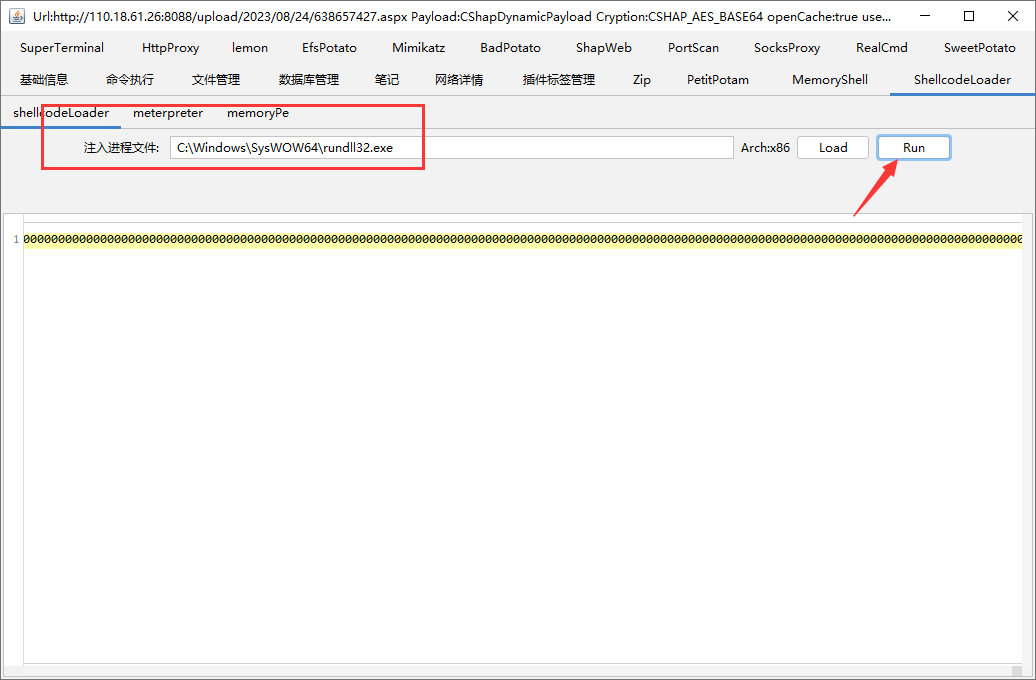 Url:http://110.18.61.26:8088/upload/2023/08/24/638657427.aspx Payload:CShapDynamicPayload Cryption:CSHAP_AES_BASE64 openCache:true use...
SuperTerminal HttpProxy lemon EfsPotato Mimikatz BadPotato ShapWeb PortScan SocksProxy RealCmd SweetPotato
基础信息 命令执行 文件管理 数据库管理 笔记 网络详情 插件标签管理 Zip PetitPotam MemoryShell ShellcodeLoader
shellcodeLoader meterpreter memoryPe
注入进程文件: C:\Windows\SysWOW64\rundll32.exe Arch:x86 Load Run
1 00000000000000000000000000000000000000000000000000000000000000000000000000000000000000000000000000000000000000000000000000000000000000000000000000000000